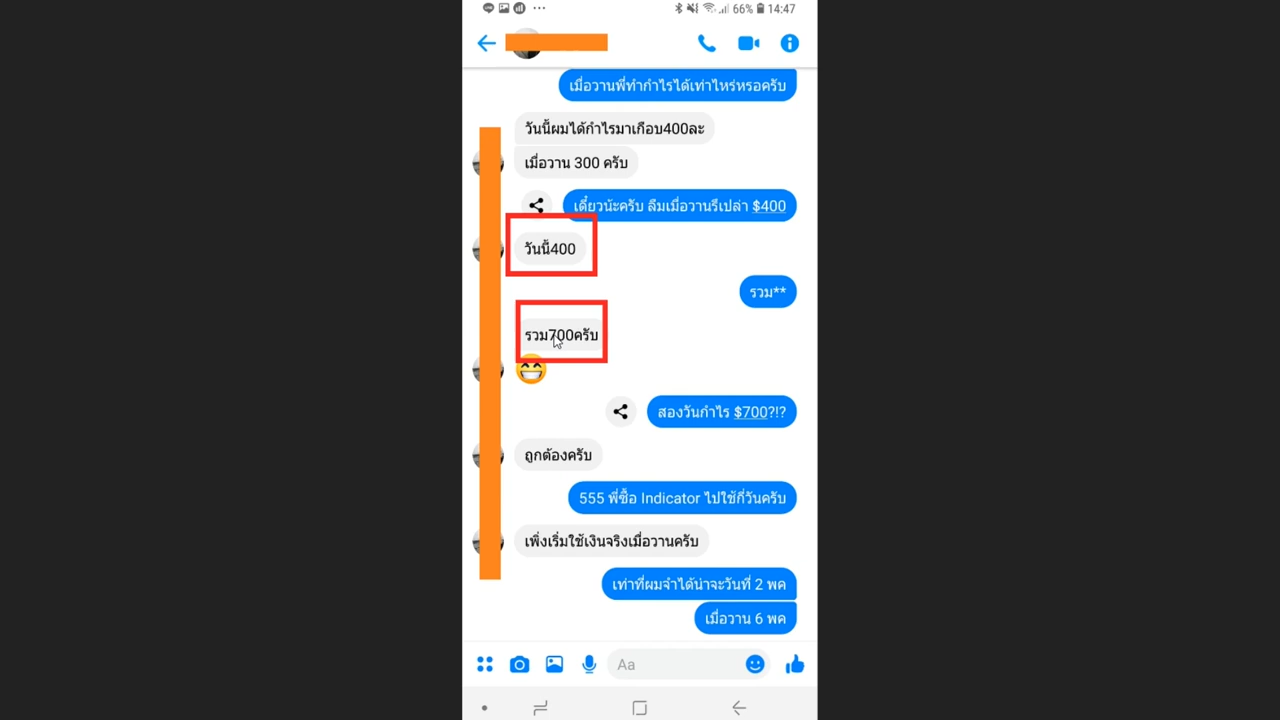 66% 14:47
เมื่อวานพี่ทำกำไรได้เท่าไหร่หรอครับ
วันนี้ผมได้กำไรมาเกือบ400ละ
เมื่อวาน 300 ครับ
เดี๋ยวน้ะครับ ลืมเมื่อวานรึเปล่า $400
วันนี้400
รวม**
รวม700ครับ
สองวันกำไร $700?!?
ถูกต้องครับ
555 พี่ซื้อ Indicator ไปใช้กี่วันครับ
เพิ่งเริ่มใช้เงินจริงเมื่อวานครับ
เท่าที่ผมจำได้น่าจะวันที่ 2 พค
เมื่อวาน 6 พค
Aa